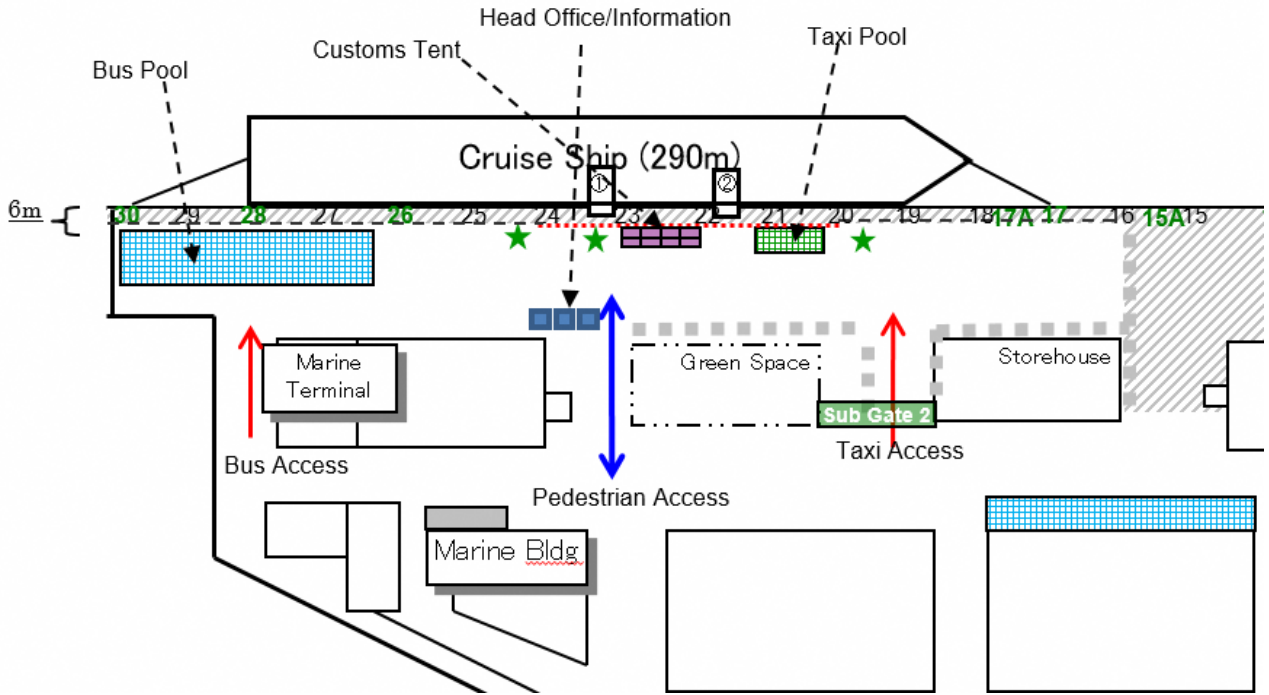 Head Office/Information
Customs Tent
Taxi Pool
Bus Pool
Cruise Ship (290m)
① ②
6m
30 29 28 27 26 25 24 23 22 21 20 19 18 17A 17 16 15A 15
Marine
Terminal
Green Space
Storehouse
Sub Gate 2
Bus Access
Taxi Access
Pedestrian Access
Marine Bldg